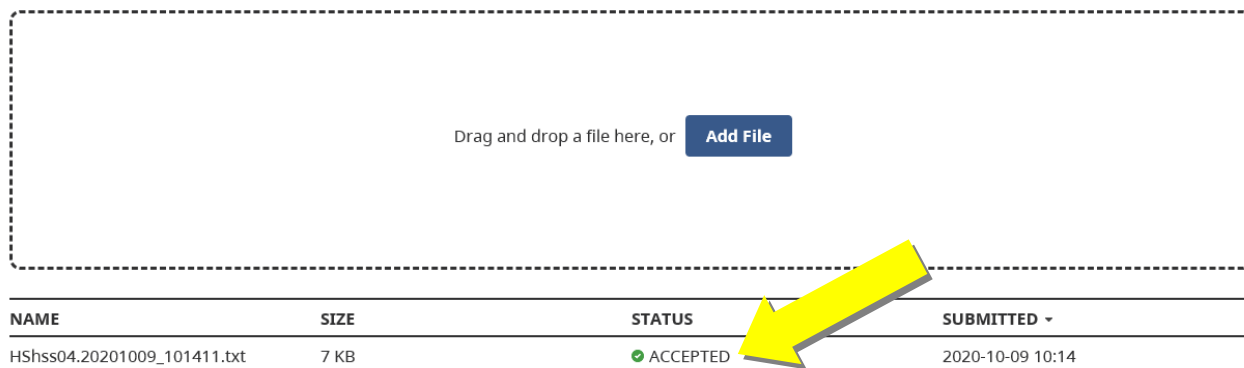 Drag and drop a file here, or Add File
NAME SIZE STATUS SUBMITTED
HShss04.20201009_101411.txt 7 KB ACCEPTED 2020-10-09 10:14